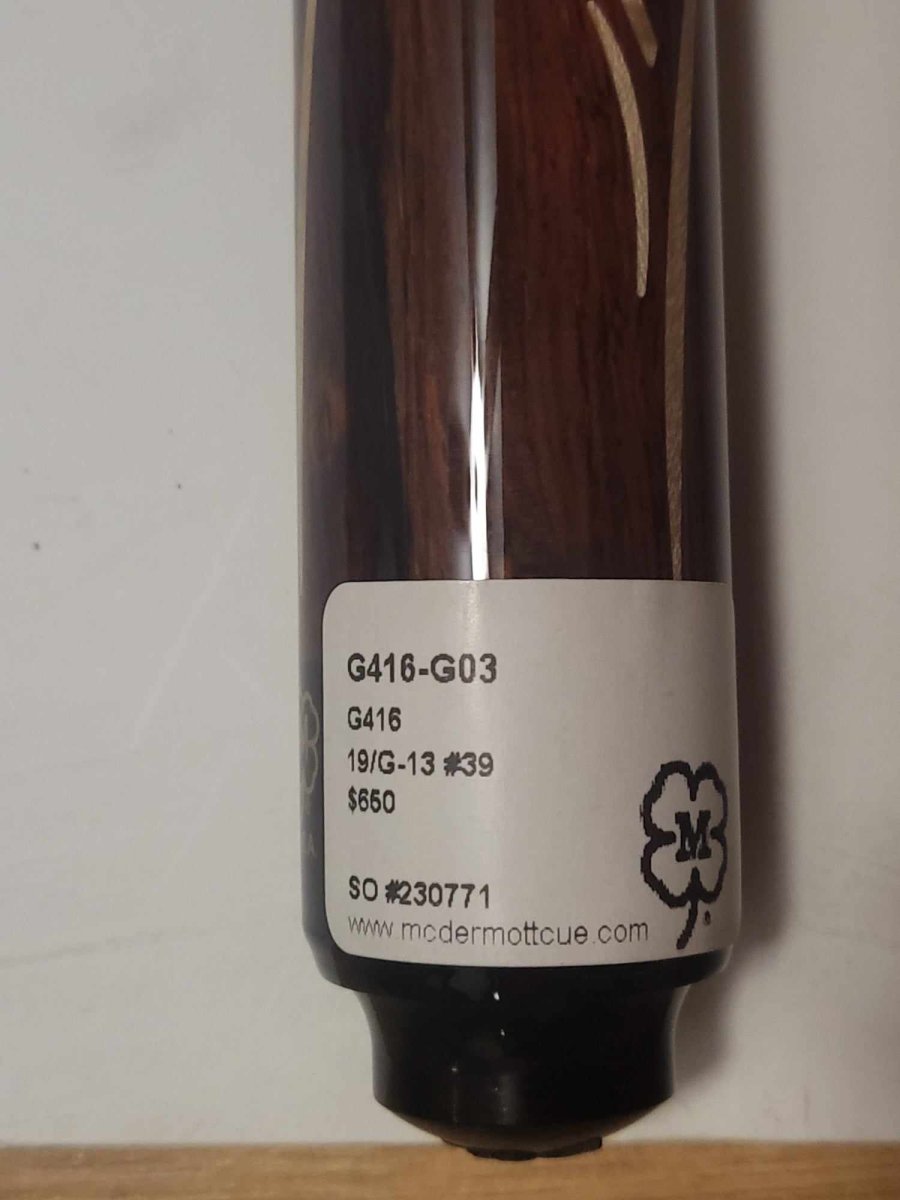 G416-G03
G416
19/G-13 #39
$650
SO #230771
www.mcdermottcue.com
M
®